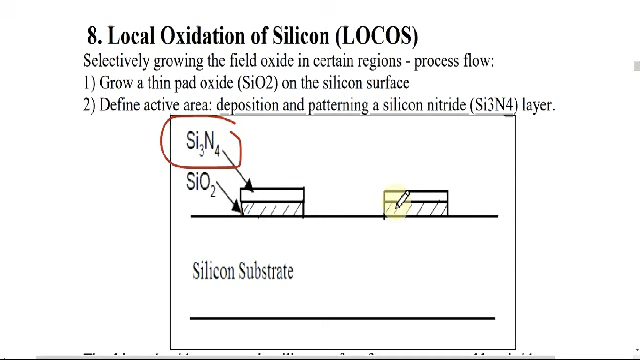 8. Local Oxidation of Silicon (LOCOS)
Selectively growing the field oxide in certain regions - process flow:
1) Grow a thin pad oxide (SiO2) on the silicon surface
2) Define active area: deposition and patterning a silicon nitride (Si3N4) layer.
Si₃N₄
SiO₂
Silicon Substrate